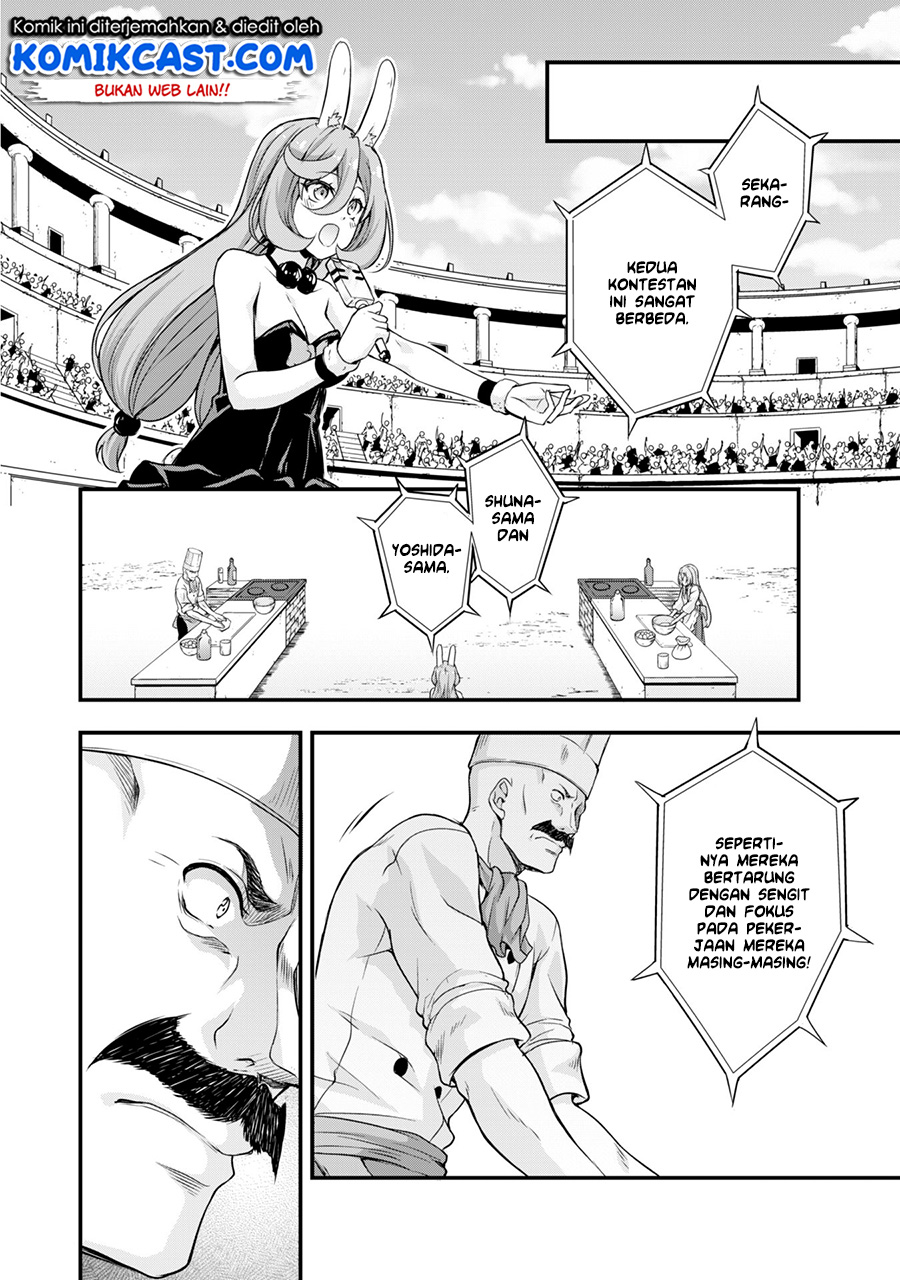 Komik ini diterjemahkan & diedit oleh
KOMIKCAST.COM
BUKAN WEB LAIN!!
SEKA-
RANG-
KEDUA
KONTESTAN
INI SANGAT
BERBEDA.
SHUNA-
SAMA DAN
YOSHIDA-
SAMA.
SEPERTI-
NYA MEREKA
BERTARUNG
DENGAN SENGIT
DAN FOKUS
PADA PEKER-
JAAN MEREKA
MASING-MASING!